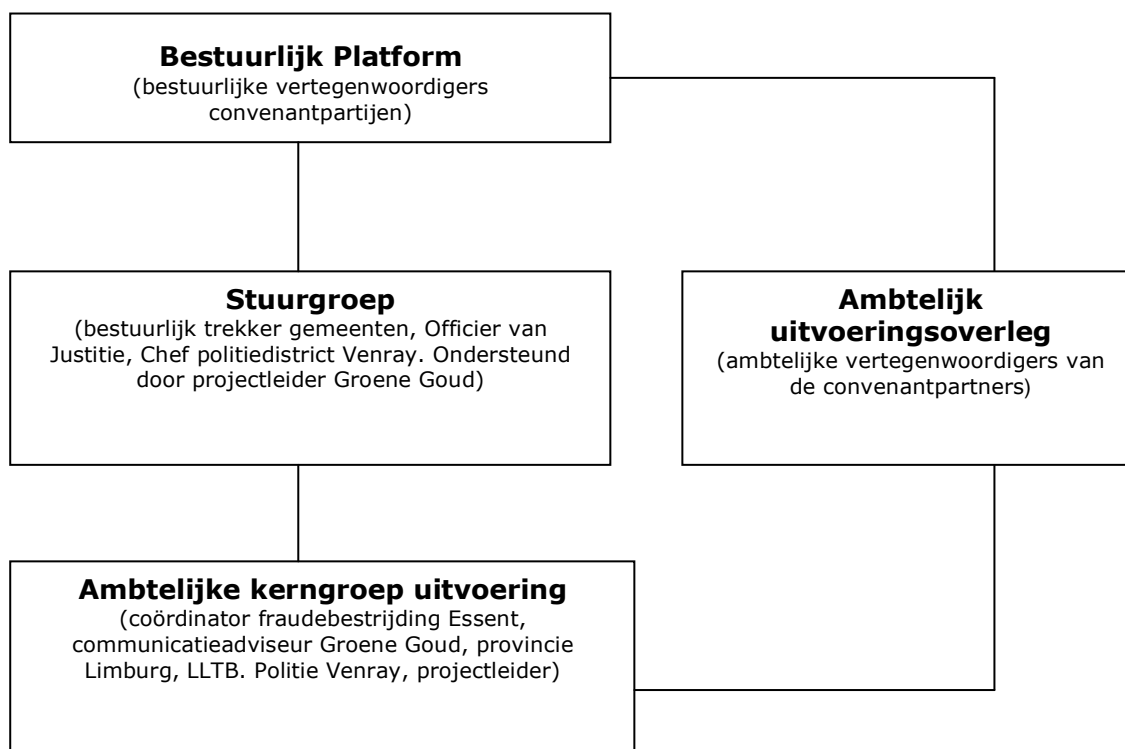 Bestuurlijk Platform
(bestuurlijke vertegenwoordigers
convenantpartijen)
Stuurgroep
(bestuurlijk trekker gemeenten, Officier van
Justitie, Chef politiedistrict Venray. Ondersteund
door projectleider Groene Goud)
Ambtelijk
uitvoeringsoverleg
(ambtelijke vertegenwoordigers van
de convenantpartners)
Ambtelijke kerngroep uitvoering
(coördinator fraudebestrijding Essent,
communicatieadviseur Groene Goud, provincie
Limburg, LLTB. Politie Venray, projectleider)